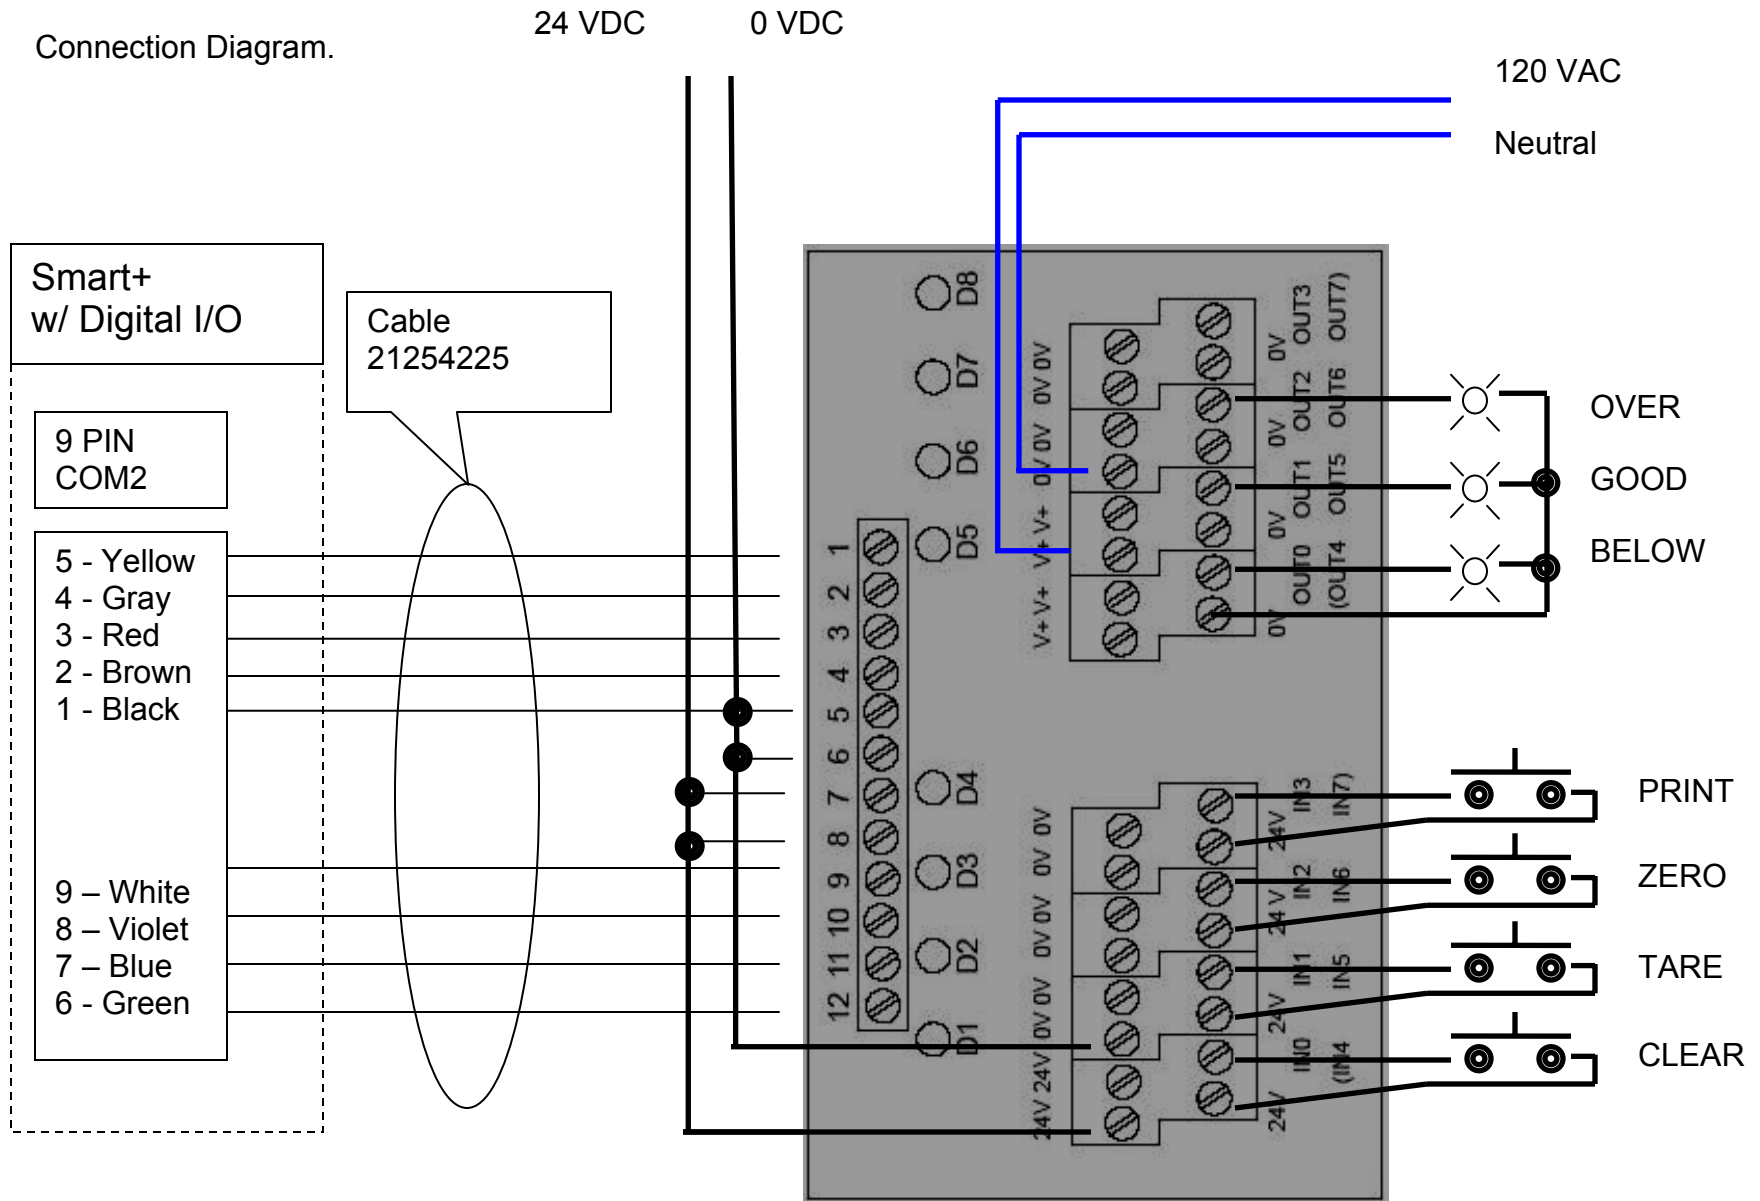 24 VDC
0 VDC
Connection Diagram.
120 VAC
Neutral
Smart+
w/ Digital I/O
Cable
21254225
9 PIN
COM2
5 - Yellow
4 - Gray
3 - Red
2 - Brown
1 - Black
9 – White
8 – Violet
7 – Blue
6 - Green
1
2
3
4
5
6
7
8
9
10
11
12
D8
D7
D6
D5
D4
D3
D2
D1
V+ V+ V+ V+ 0V 0V 0V 0V
0V OUT0 0V OUT1 0V OUT2 0V OUT3
(OUT4 OUT5 OUT6 OUT7)
24V 24V 0V 0V 0V 0V 0V 0V
24V IN0 24V IN1 24 V IN2 24V IN3
(IN4 IN5 IN6 IN7)
OVER
GOOD
BELOW
PRINT
ZERO
TARE
CLEAR